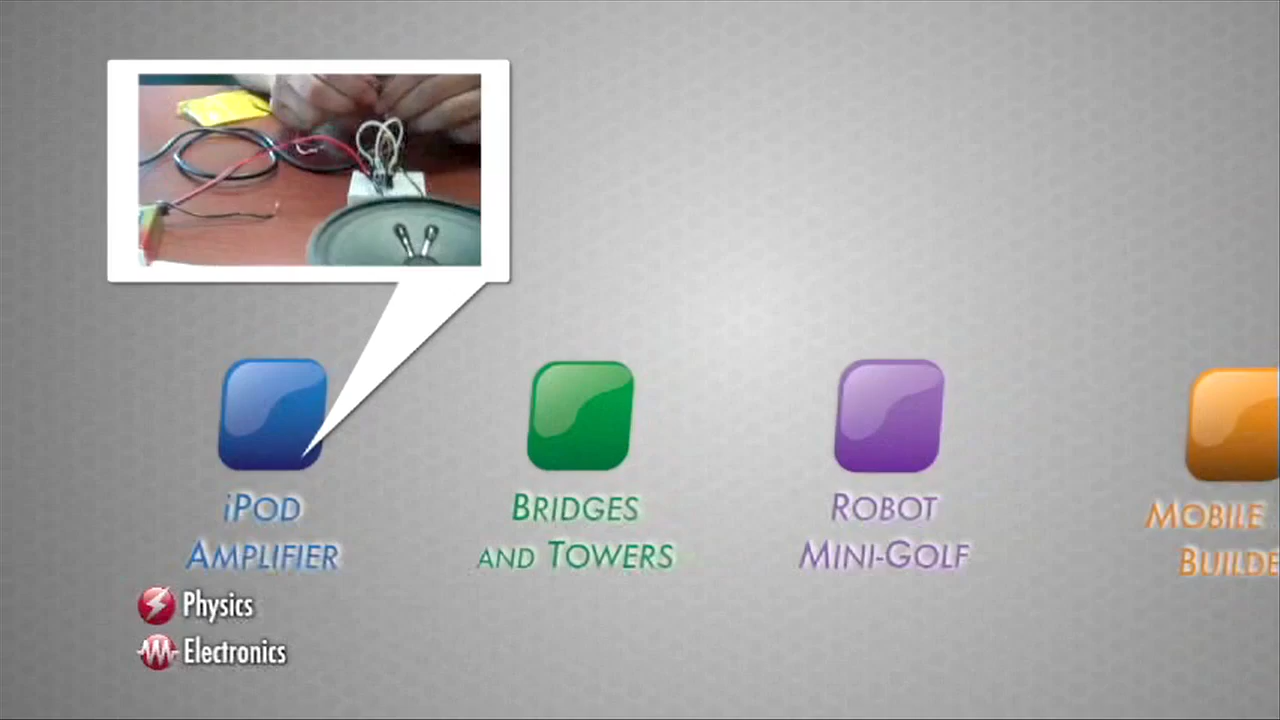 iPod
Amplifier
Physics
Electronics
Bridges
and Towers
Robot
Mini-Golf
Mobile